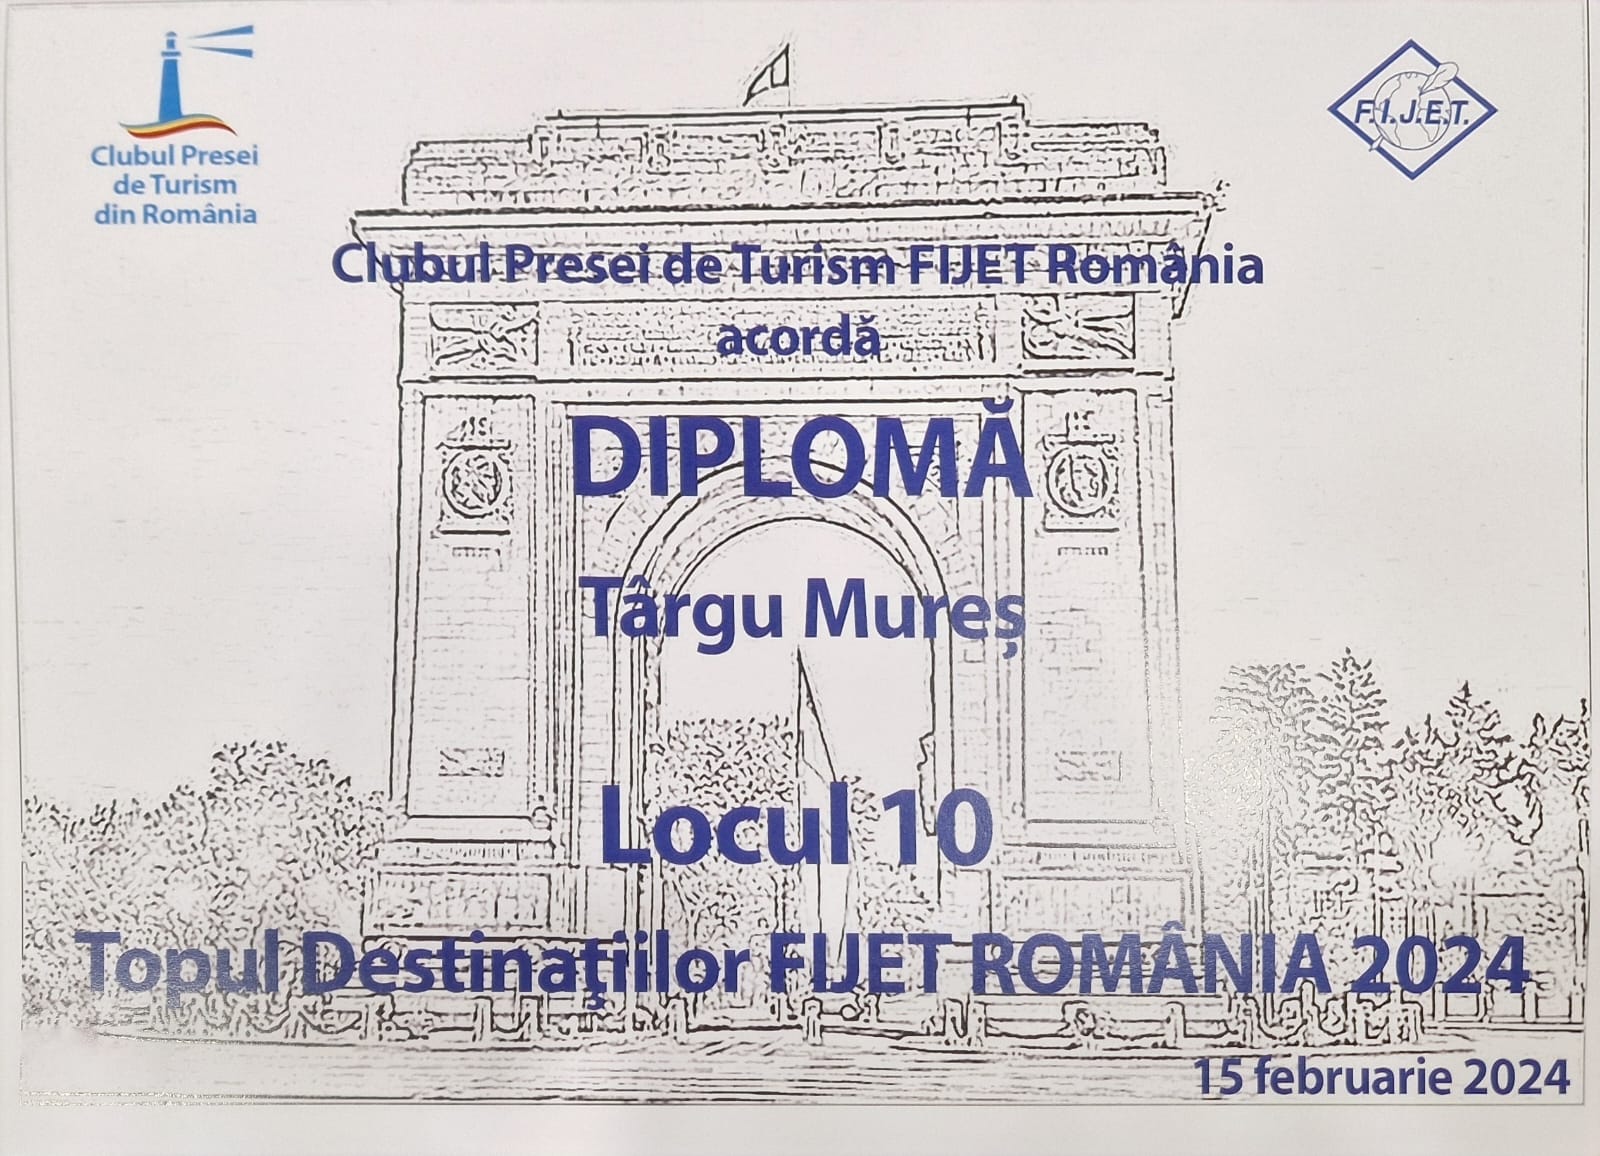 Clubul Presei
de Turism
din România
F.I.J.E.T.
Clubul Presei de Turism FIJET România
acordă
DIPLOMĂ
Târgu Mureș
Locul 10
Topul Destinațiilor FIJET ROMÂNIA 2024
15 februarie 2024